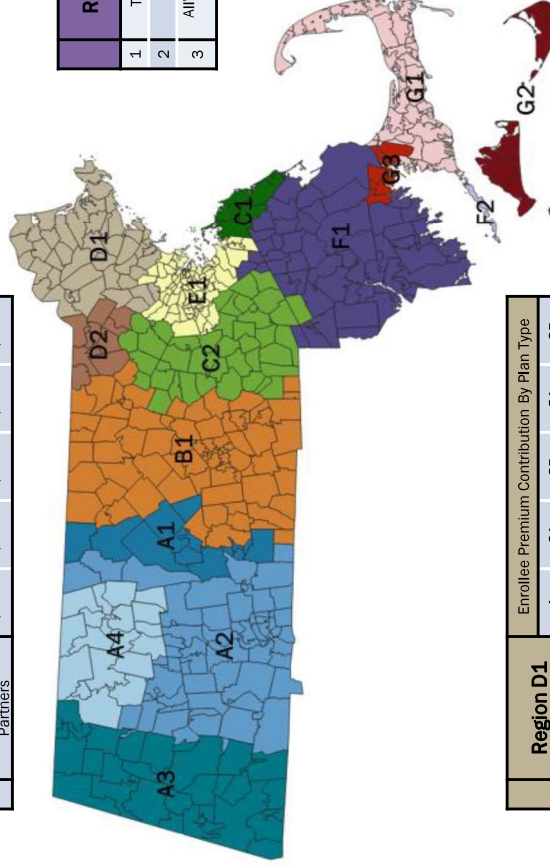 Partners
1
2
3
A3
A4
A2
A1
B1
D2
C2
D1
E1
C1
F1
G3
G1
F2
G2
Region D1
Enrollee Premium Contribution By Plan Type